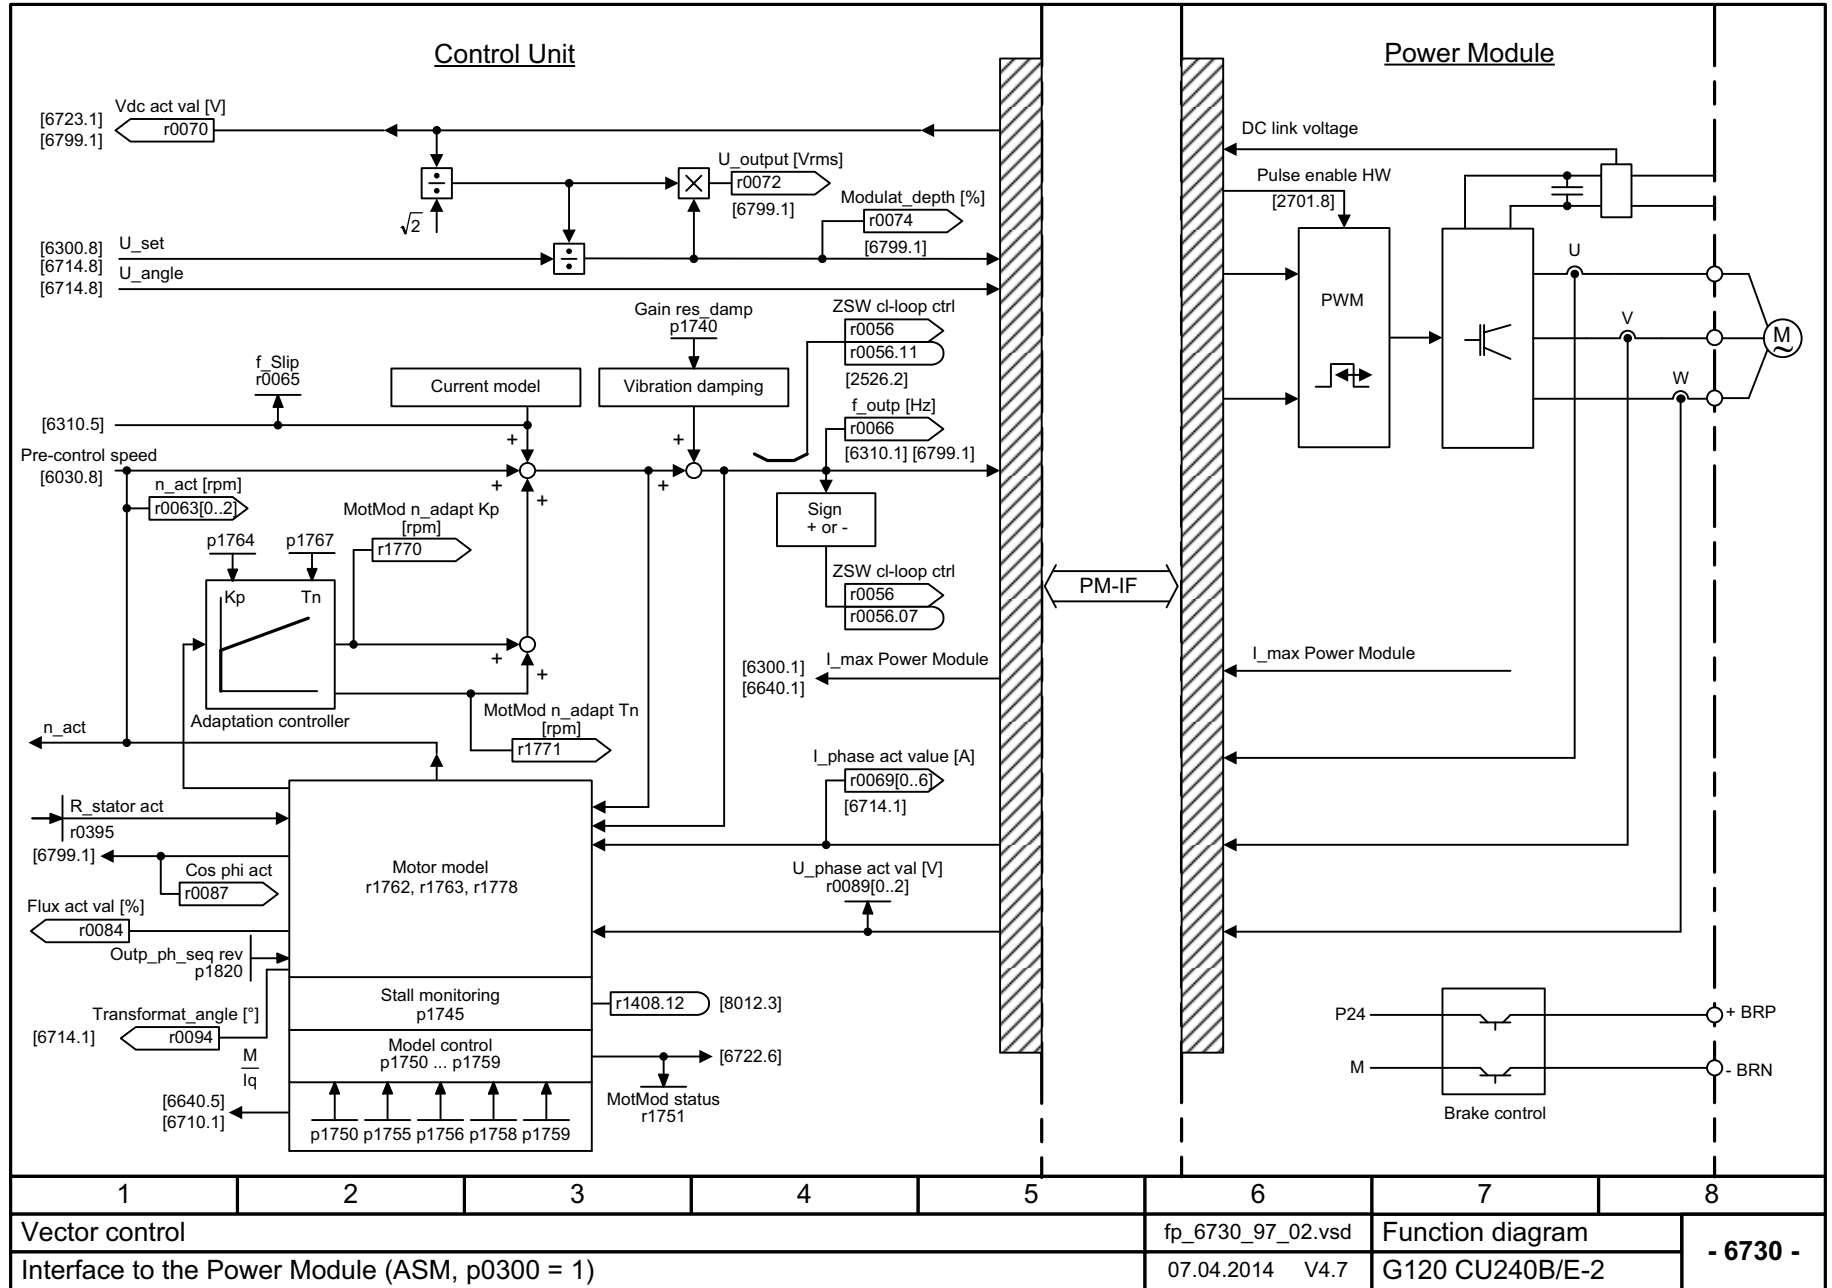 Control Unit
Power Module
Vdc act val [V]
[6723.1]
[6799.1]
r0070
DC link voltage
÷
√2
×
U_output [Vrms]
r0072
[6799.1]
Modulat_depth [%]
r0074
[6799.1]
Pulse enable HW
[2701.8]
[6300.8]
[6714.8]
U_set
÷
U_angle
[6714.8]
U
V
W
PWM
M
~
Gain res_damp
p1740
ZSW cl-loop ctrl
r0056
r0056.11
[2526.2]
f_Slip
r0065
Current model
Vibration damping
f_outp [Hz]
r0066
[6310.1] [6799.1]
[6310.5]
+
+
Pre-control speed
[6030.8]
+
+
n_act [rpm]
r0063[0..2]
MotMod n_adapt Kp
[rpm]
r1770
Sign
+ or -
p1764
p1767
Kp
Tn
ZSW cl-loop ctrl
r0056
r0056.07
PM-IF
+
+
Adaptation controller
[6300.1]
[6640.1]
I_max Power Module
I_max Power Module
MotMod n_adapt Tn
[rpm]
r1771
n_act
I_phase act value [A]
r0069[0..6]
[6714.1]
R_stator act
r0395
[6799.1]
Cos phi act
r0087
Motor model
r1762, r1763, r1778
U_phase act val [V]
r0089[0..2]
Flux act val [%]
r0084
Outp_ph_seq rev
p1820
Stall monitoring
p1745
r1408.12
[8012.3]
Transformat_angle [°]
[6714.1]
r0094
Model control
p1750 ... p1759
[6722.6]
MotMod status
r1751
M
Iq
[6640.5]
[6710.1]
p1750
p1755
p1756
p1758
p1759
P24
+ BRP
M
- BRN
Brake control
1
2
3
4
5
6
7
8
Vector control
fp_6730_97_02.vsd
Function diagram
- 6730 -
Interface to the Power Module (ASM, p0300 = 1)
07.04.2014
V4.7
G120 CU240B/E-2